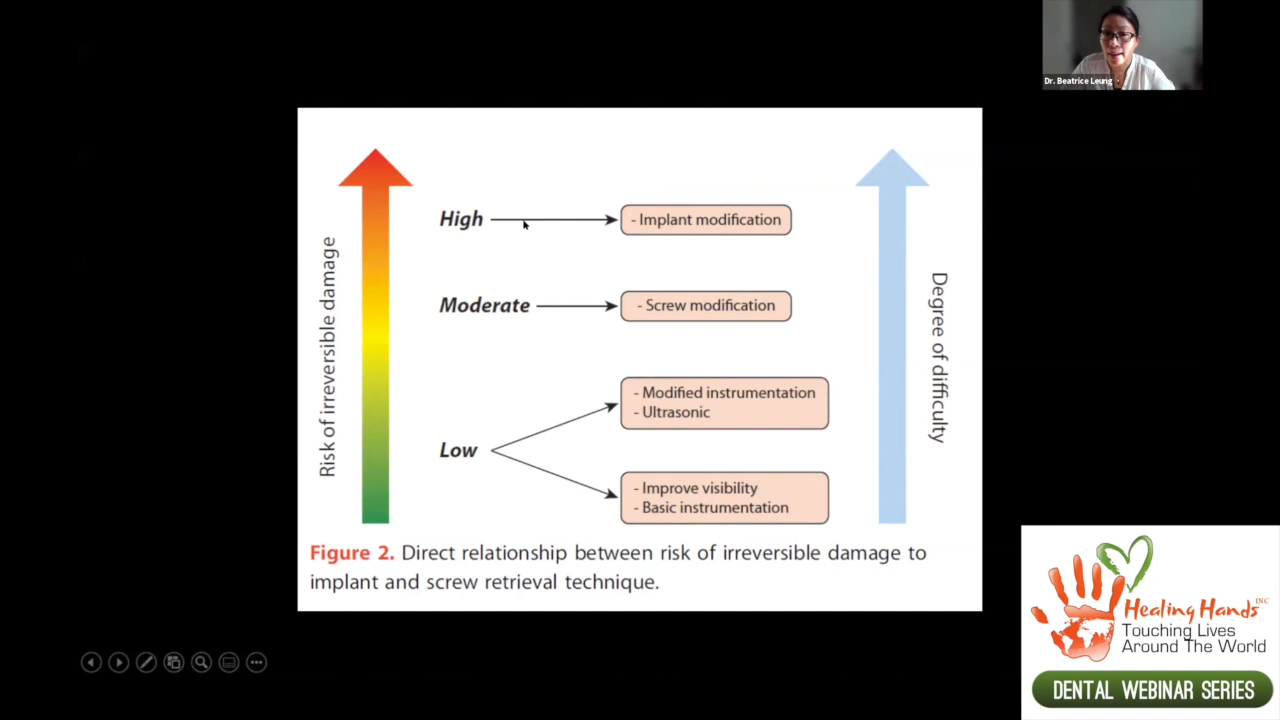 Dr. Beatrice Leung
Risk of irreversible damage
High
- Implant modification
Moderate
- Screw modification
Low
- Modified instrumentation
- Ultrasonic
- Improve visibility
- Basic instrumentation
Degree of difficulty
Figure 2. Direct relationship between risk of irreversible damage to
implant and screw retrieval technique.
Healing Hands INC
Touching Lives
Around The World
DENTAL WEBINAR SERIES